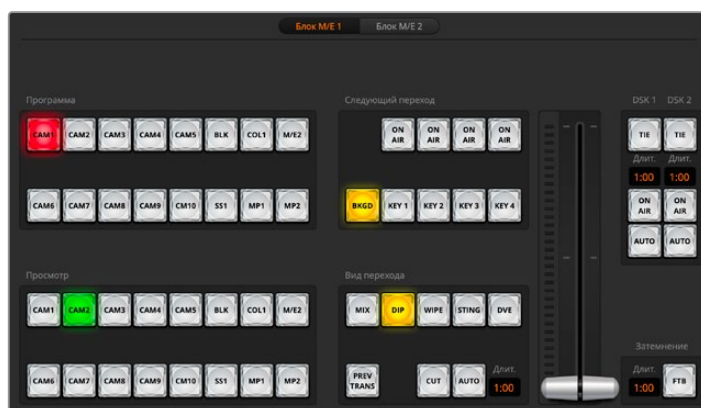 Блок M/E 1 Блок M/E 2
Программа
CAM1 CAM2 CAM3 CAM4 CAM5 BLK COL1 M/E2
CAM6 CAM7 CAM8 CAM9 CM10 SS1 MP1 MP2
Просмотр
CAM1 CAM2 CAM3 CAM4 CAM5 BLK COL1 M/E2
CAM6 CAM7 CAM8 CAM9 CM10 SS1 MP1 MP2
Следующий переход
ON AIR ON AIR ON AIR ON AIR
BKGD KEY 1 KEY 2 KEY 3 KEY 4
Вид перехода
MIX DIP WIPE STING DVE
Длит.
PREV TRANS CUT AUTO 1:00
DSK 1 DSK 2
TIE TIE
Длит. Длит.
1:00 1:00
ON AIR ON AIR
AUTO AUTO
Затемнение
Длит.
1:00 FTB